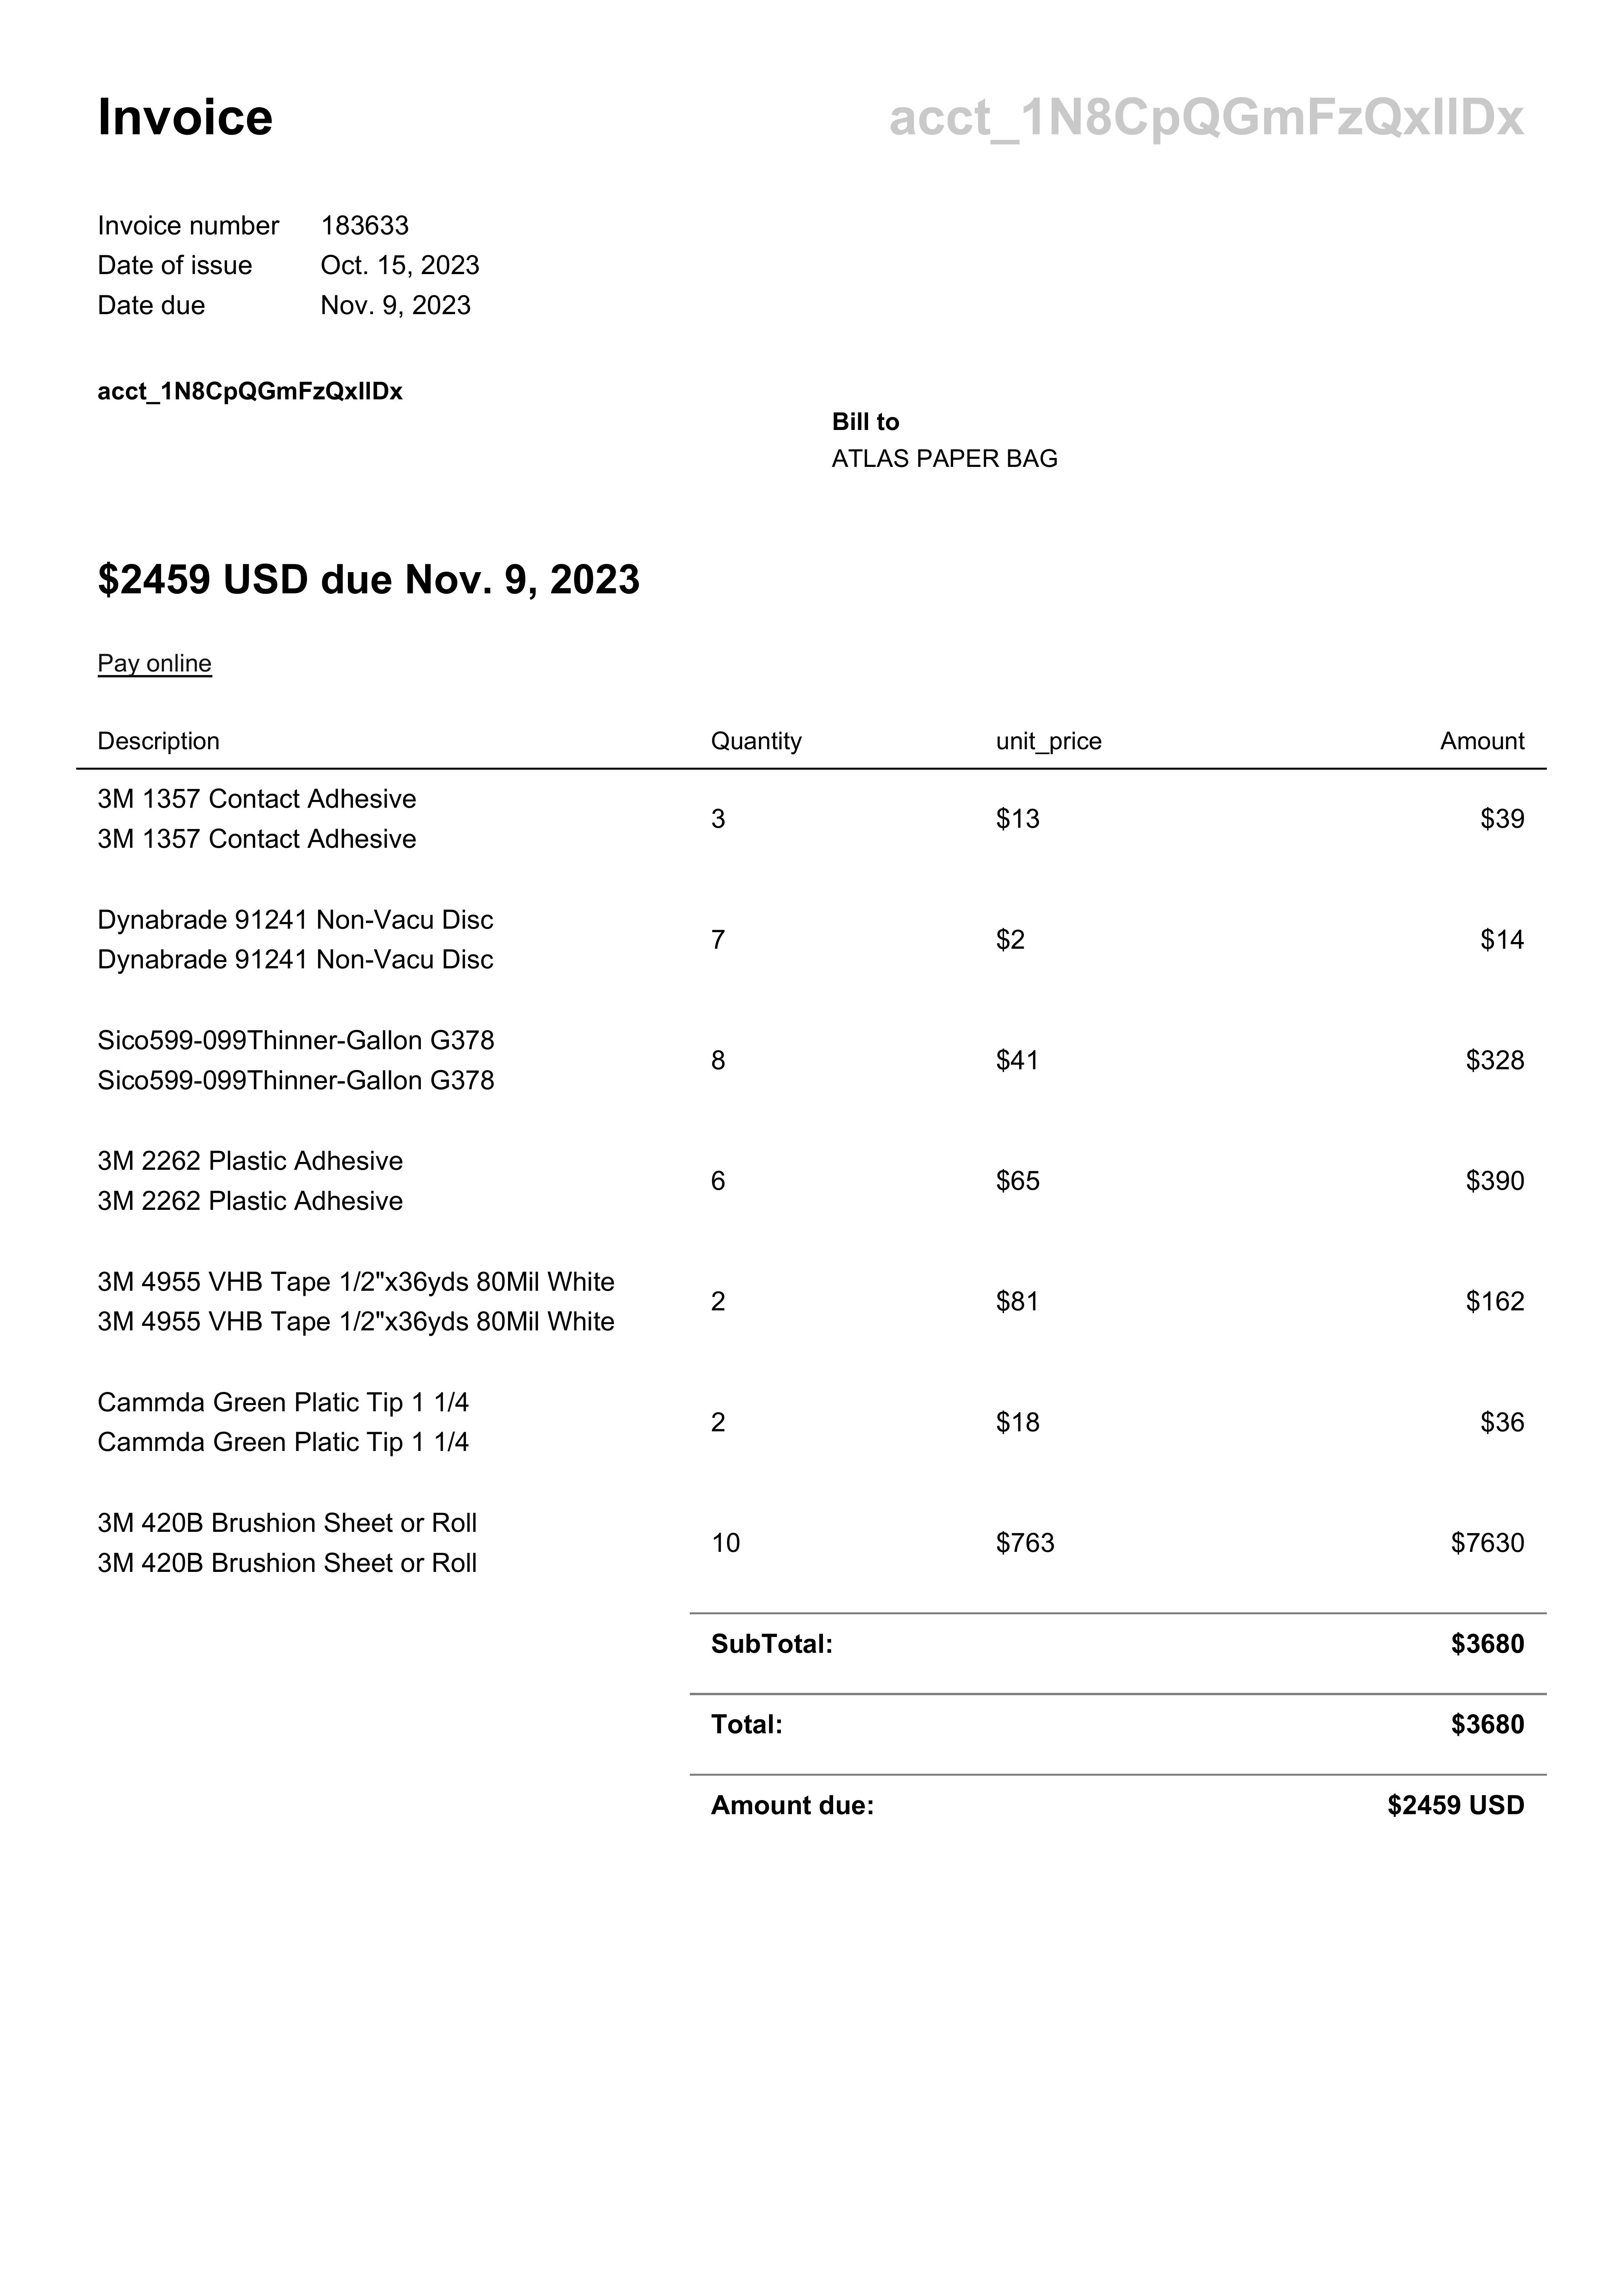 Invoice
acct_1N8CpQGmFzQxllDx
Invoice number 183633
Date of issue Oct. 15, 2023
Date due Nov. 9, 2023
acct_1N8CpQGmFzQxllDx
Bill to
ATLAS PAPER BAG
$2459 USD due Nov. 9, 2023
Pay online
Description Quantity unit_price Amount
3M 1357 Contact Adhesive
3M 1357 Contact Adhesive
3 $13 $39
Dynabrade 91241 Non-Vacu Disc
Dynabrade 91241 Non-Vacu Disc
7 $2 $14
Sico599-099Thinner-Gallon G378
Sico599-099Thinner-Gallon G378
8 $41 $328
3M 2262 Plastic Adhesive
3M 2262 Plastic Adhesive
6 $65 $390
3M 4955 VHB Tape 1/2"x36yds 80Mil White
3M 4955 VHB Tape 1/2"x36yds 80Mil White
2 $81 $162
Cammda Green Platic Tip 1 1/4
Cammda Green Platic Tip 1 1/4
2 $18 $36
3M 420B Brushion Sheet or Roll
3M 420B Brushion Sheet or Roll
10 $763 $7630
SubTotal: $3680
Total: $3680
Amount due: $2459 USD